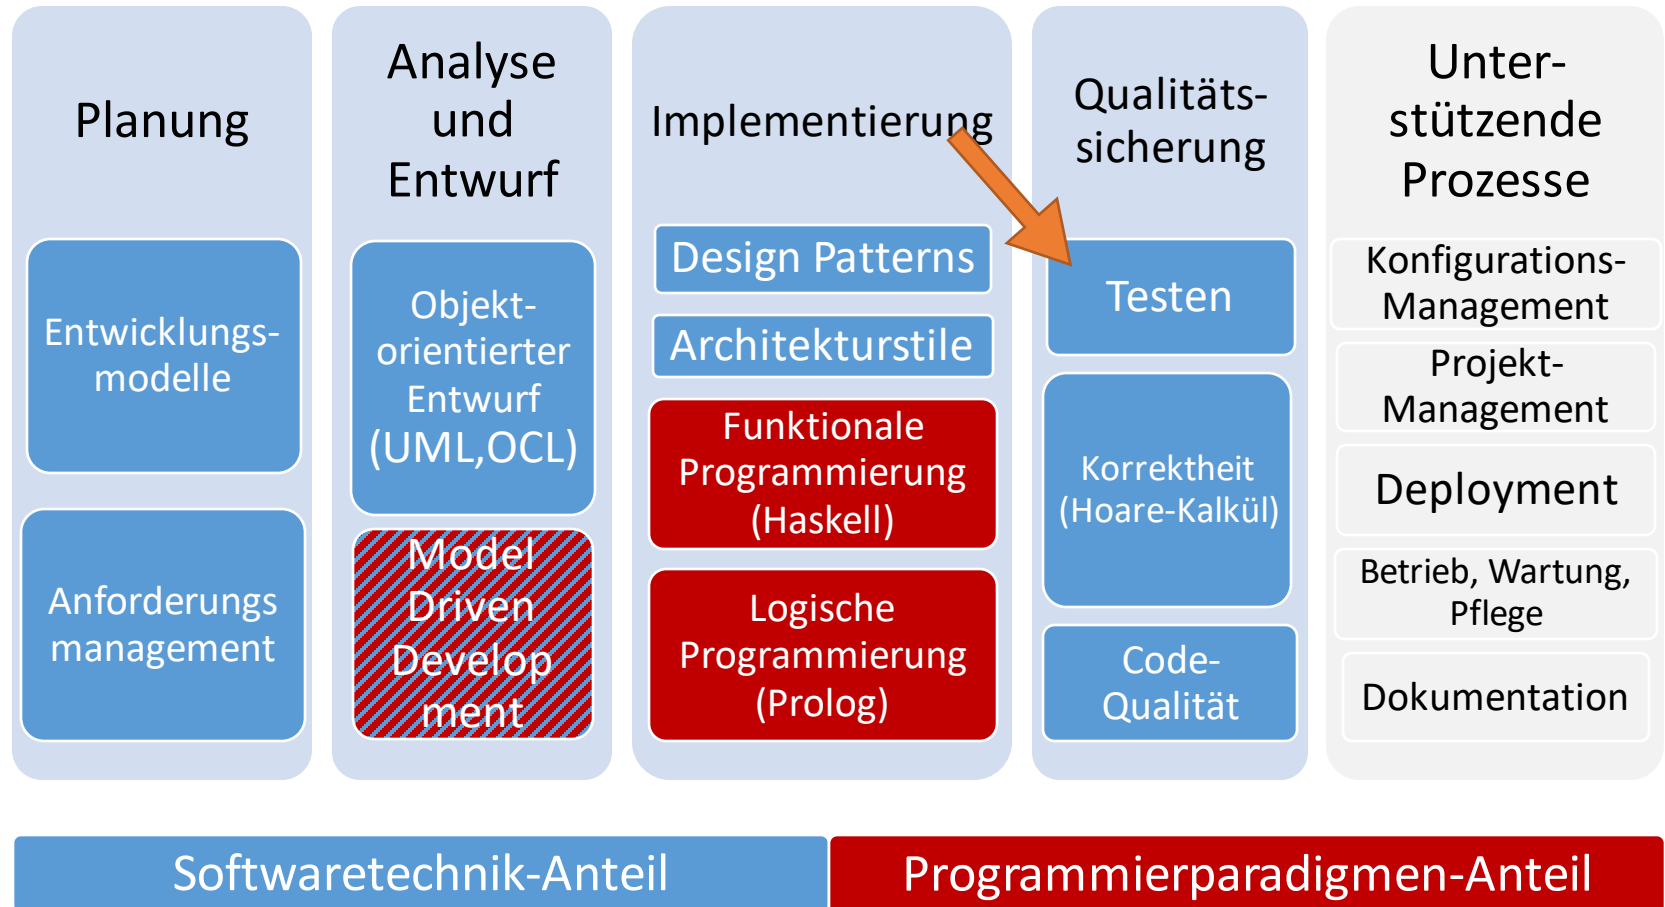 Planung
Entwicklungs-
modelle
Anforderungs
management
Analyse
und
Entwurf
Objekt-
orientierter
Entwurf
(UML,OCL)
Model
Driven
Develop
ment
Implementierung
Design Patterns
Architekturstile
Funktionale
Programmierung
(Haskell)
Logische
Programmierung
(Prolog)
Qualitäts-
sicherung
Testen
Korrektheit
(Hoare-Kalkül)
Code-
Qualität
Unter-
stützende
Prozesse
Konfigurations-
Management
Projekt-
Management
Deployment
Betrieb, Wartung,
Pflege
Dokumentation
Softwaretechnik-Anteil
Programmierparadigmen-Anteil